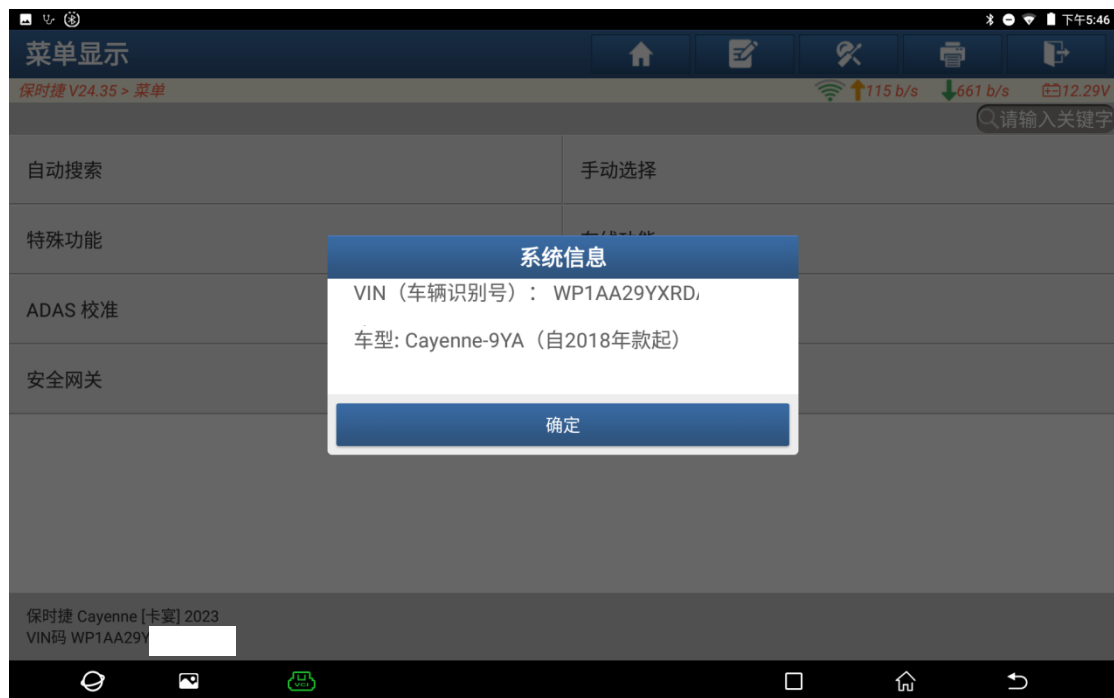 下午5:46
菜单显示
保时捷 V24.35 > 菜单
115 b/s 661 b/s 12.29V
请输入关键字
自动搜索 手动选择
特殊功能
系统信息
VIN（车辆识别号）： WP1AA29YXRD
ADAS 校准
车型: Cayenne-9YA（自2018年款起）
安全网关
确定
保时捷 Cayenne [卡宴] 2023
VIN码 WP1AA29Y
VCI